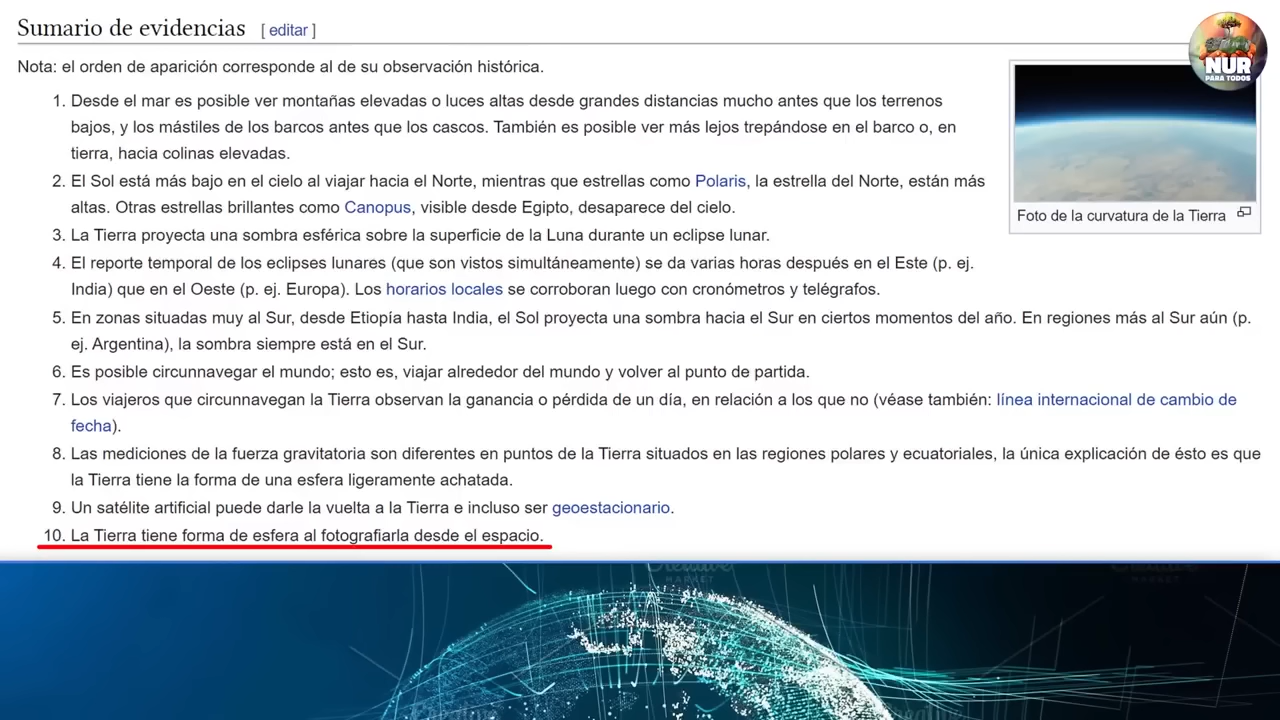 Sumario de evidencias [ editar ]
NUR
PARA TODOS
Nota: el orden de aparición corresponde al de su observación histórica.
1. Desde el mar es posible ver montañas elevadas o luces altas desde grandes distancias mucho antes que los terrenos
bajos, y los mástiles de los barcos antes que los cascos. También es posible ver más lejos trepándose en el barco o, en
tierra, hacia colinas elevadas.
2. El Sol está más bajo en el cielo al viajar hacia el Norte, mientras que estrellas como Polaris, la estrella del Norte, están más
altas. Otras estrellas brillantes como Canopus, visible desde Egipto, desaparece del cielo.
Foto de la curvatura de la Tierra
3. La Tierra proyecta una sombra esférica sobre la superficie de la Luna durante un eclipse lunar.
4. El reporte temporal de los eclipses lunares (que son vistos simultáneamente) se da varias horas después en el Este (p. ej.
India) que en el Oeste (p. ej. Europa). Los horarios locales se corroboran luego con cronómetros y telégrafos.
5. En zonas situadas muy al Sur, desde Etiopía hasta India, el Sol proyecta una sombra hacia el Sur en ciertos momentos del año. En regiones más al Sur aún (p.
ej. Argentina), la sombra siempre está en el Sur.
6. Es posible circunnavegar el mundo; esto es, viajar alrededor del mundo y volver al punto de partida.
7. Los viajeros que circunnavegan la Tierra observan la ganancia o pérdida de un día, en relación a los que no (véase también: línea internacional de cambio de
fecha).
8. Las mediciones de la fuerza gravitatoria son diferentes en puntos de la Tierra situados en las regiones polares y ecuatoriales, la única explicación de ésto es que
la Tierra tiene la forma de una esfera ligeramente achatada.
9. Un satélite artificial puede darle la vuelta a la Tierra e incluso ser geoestacionario.
10. La Tierra tiene forma de esfera al fotografiarla desde el espacio.
MARKET
MARKET